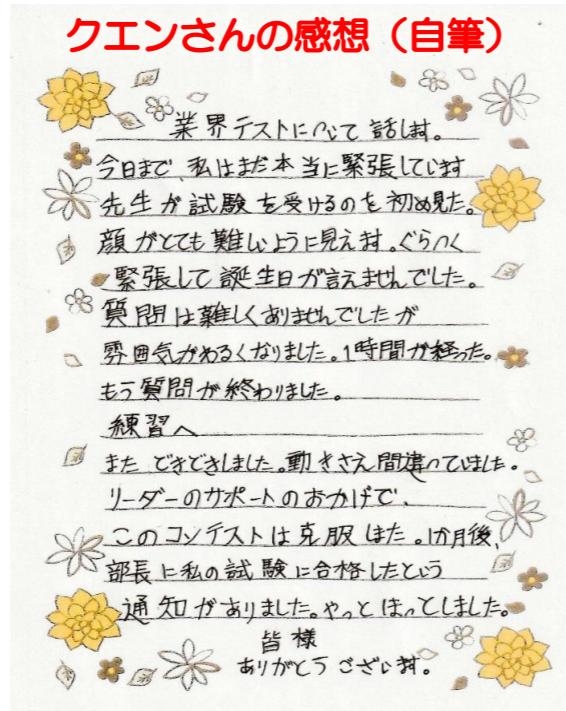 クエンさんの感想（自筆）
業界テストについて話します。
今日まで、私はまだ本当に緊張しています
先生が試験を受けるのを初め見た。
顔がとても難しいように見えます。ぐらつく
緊張して誕生日が言えませんでした。
質問は難しくありませんでしたが
雰囲気がわるくなりました。1時間が経った。
もう質問が終わりました。
練習へ
またどきどきしました。動きさえ間違っていました。
リーダーのサポートのおかげで、
このコンテストは克服した。1か月後、
部長に私の試験に合格したという
通知がありました。やっとほっとしました。
皆様
ありがとうございます。